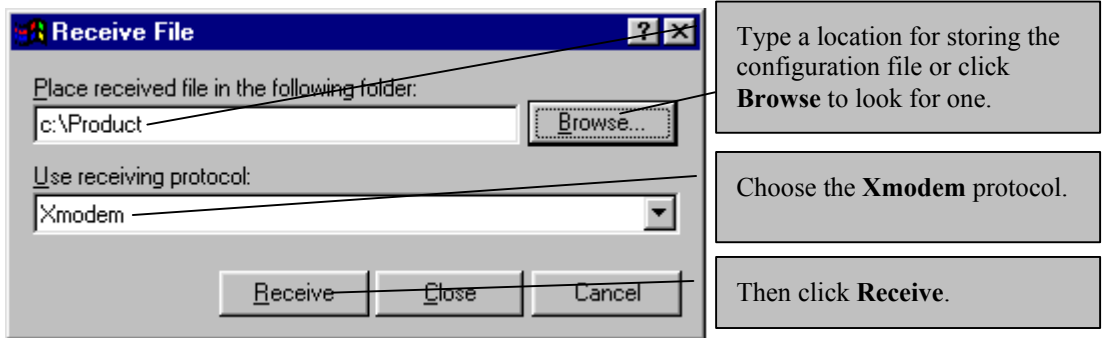 Receive File
Place received file in the following folder:
c:\Product
Browse...
Use receiving protocol:
Xmodem
Receive
Close
Cancel
Type a location for storing the
configuration file or click
Browse to look for one.
Choose the Xmodem protocol.
Then click Receive.